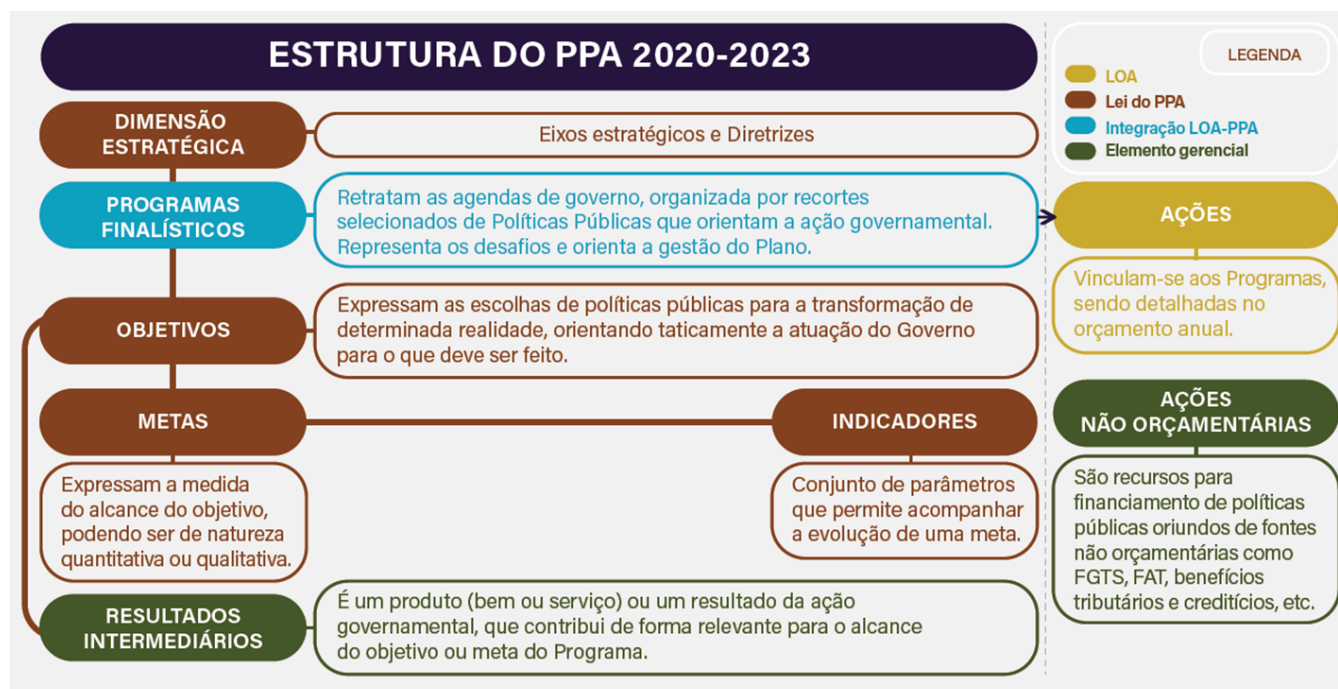 ESTRUTURA DO PPA 2020-2023
DIMENSÃO
ESTRATÉGICA
Eixos estratégicos e Diretrizes
PROGRAMAS
FINALÍSTICOS
Retratam as agendas de governo, organizada por recortes
selecionados de Políticas Públicas que orientam a ação governamental.
Representa os desafios e orienta a gestão do Plano.
OBJETIVOS
Expressam as escolhas de políticas públicas para a transformação de
determinada realidade, orientando taticamente a atuação do Governo
para o que deve ser feito.
METAS
Expressam a medida
do alcance do objetivo,
podendo ser de natureza
quantitativa ou qualitativa.
INDICADORES
Conjunto de parâmetros
que permite acompanhar
a evolução de uma meta.
RESULTADOS
INTERMEDIÁRIOS
É um produto (bem ou serviço) ou um resultado da ação
governamental, que contribui de forma relevante para o alcance
do objetivo ou meta do Programa.
LEGENDA
LOA
Lei do PPA
Integração LOA-PPA
Elemento gerencial
AÇÕES
Vinculam-se aos Programas,
sendo detalhadas no
orçamento anual.
AÇÕES
NÃO ORÇAMENTÁRIAS
São recursos para
financiamento de políticas
públicas oriundos de fontes
não orçamentárias como
FGTS, FAT, benefícios
tributários e creditícios, etc.